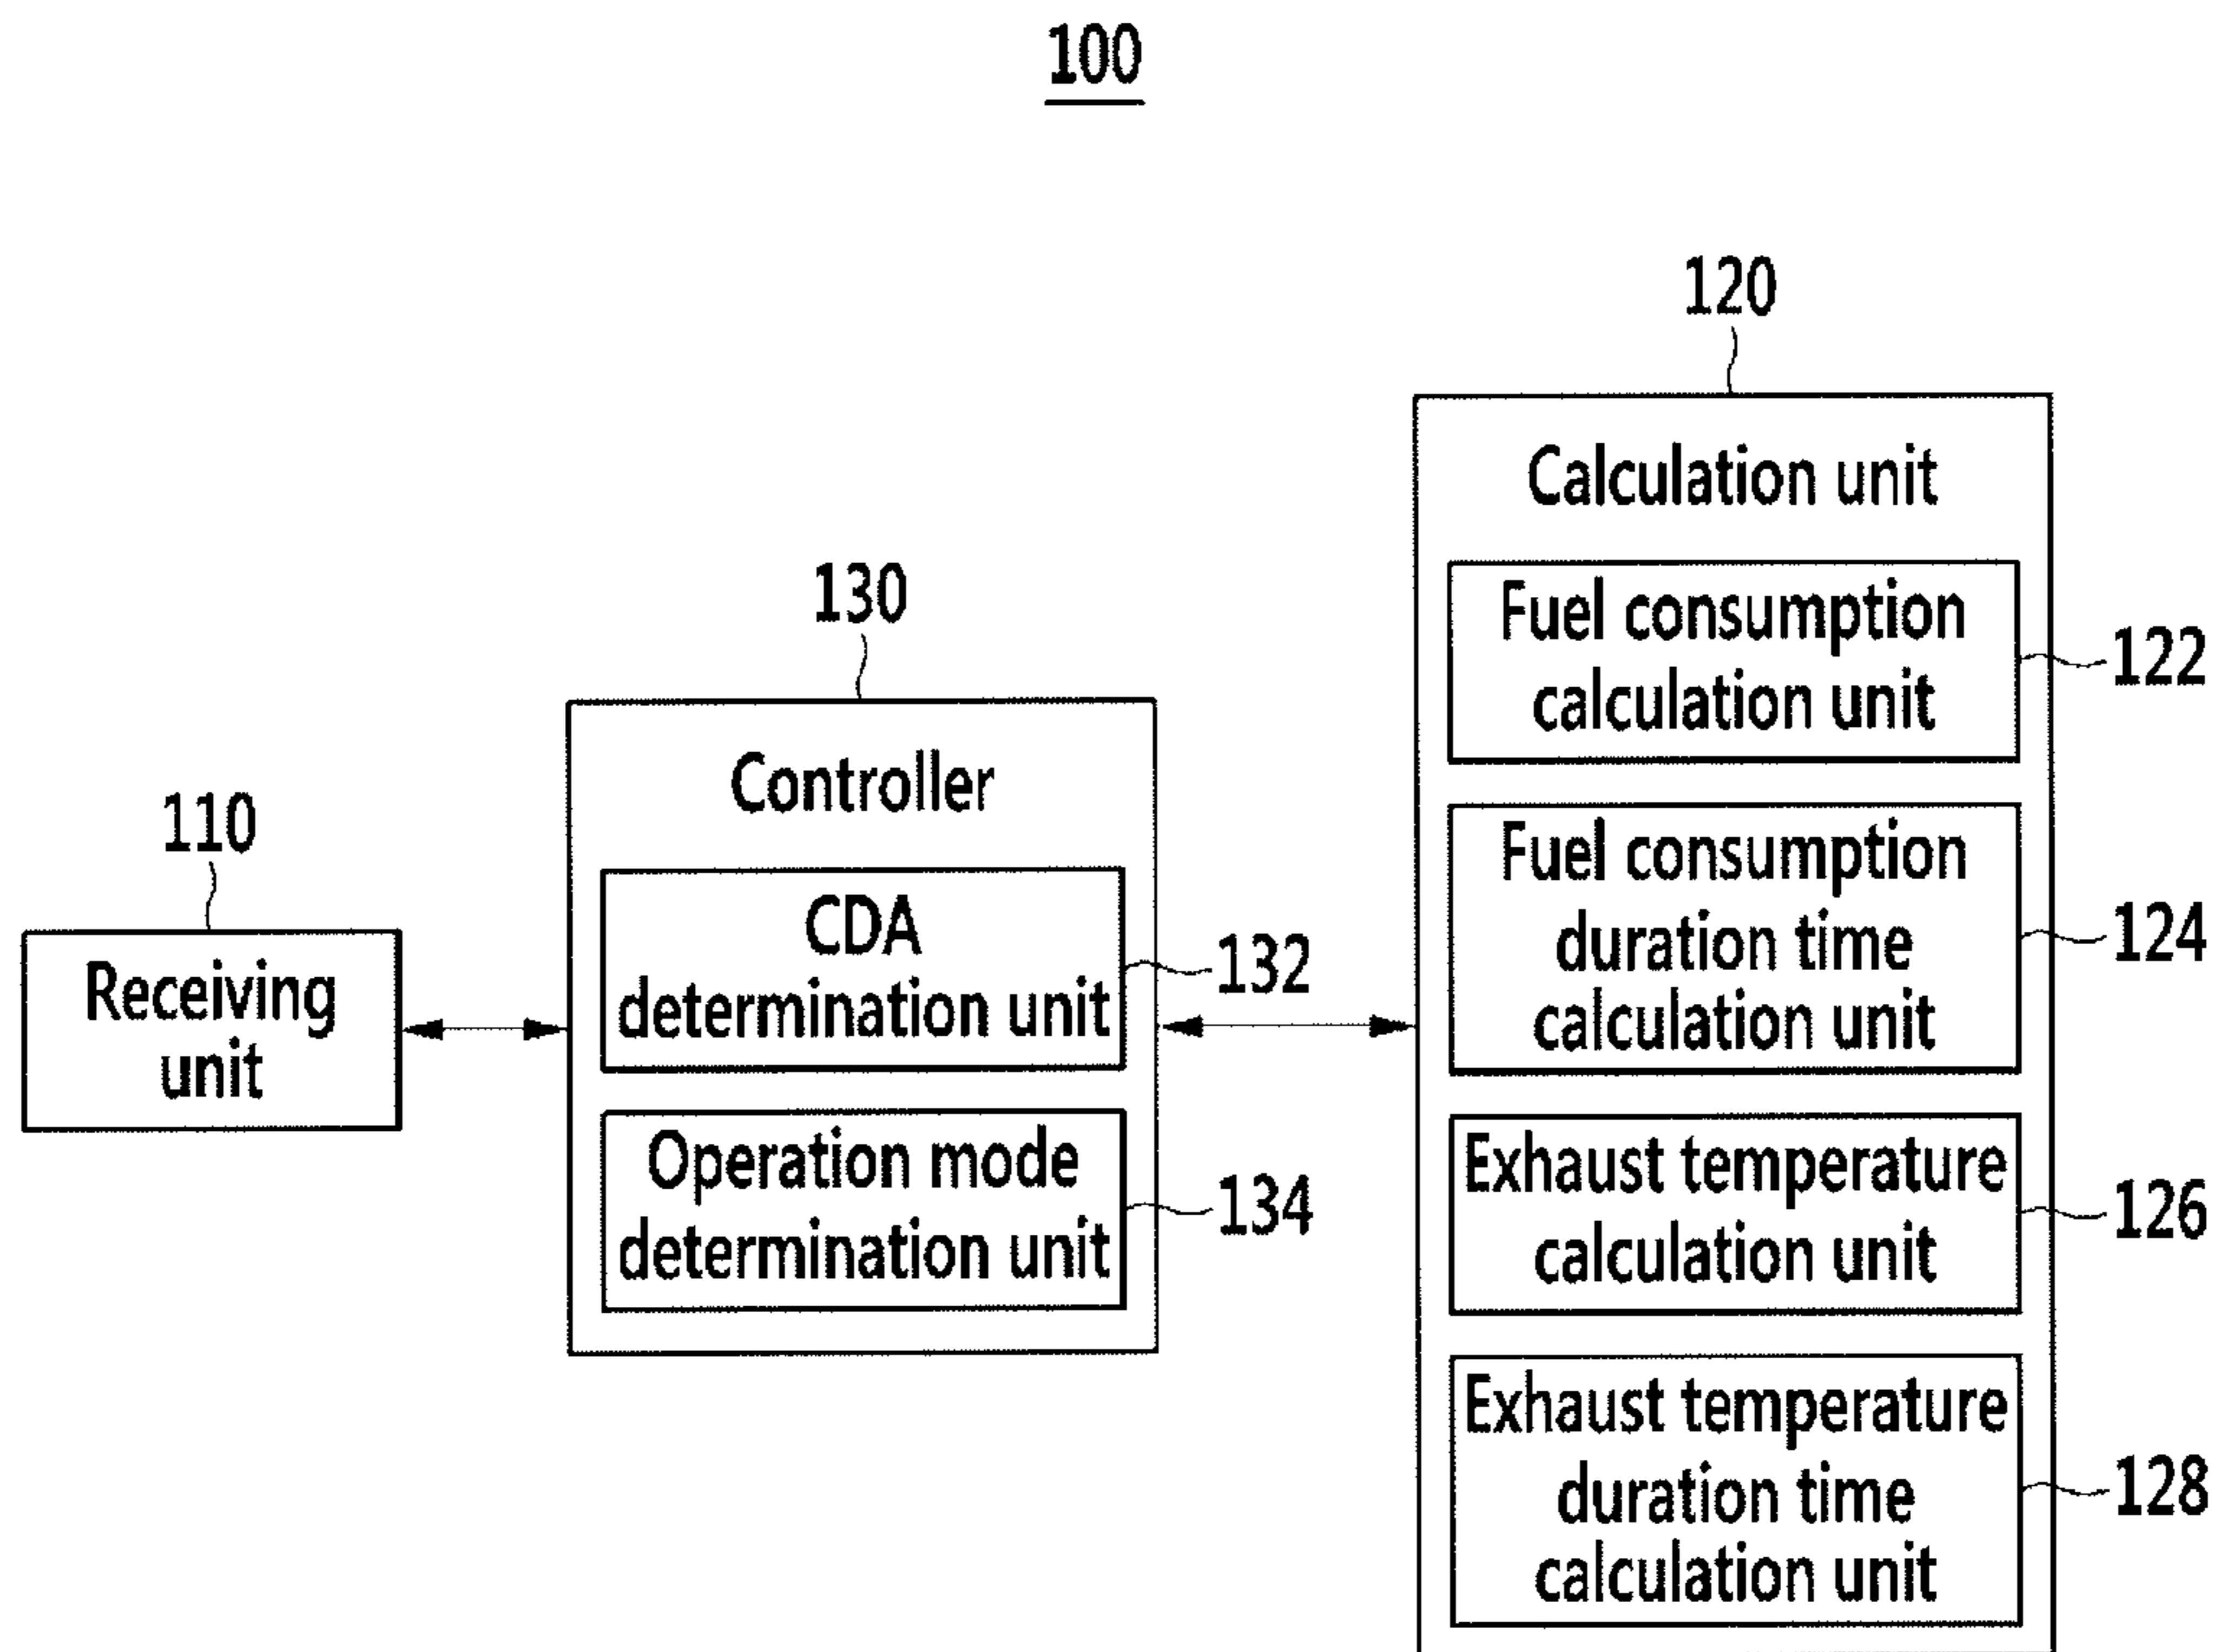 100
110
Receiving
unit
130
Controller
CDA
determination unit
132
Operation mode
determination unit
134
120
Calculation unit
Fuel consumption
calculation unit
122
Fuel consumption
duration time
calculation unit
124
Exhaust temperature
calculation unit
126
Exhaust temperature
duration time
calculation unit
128